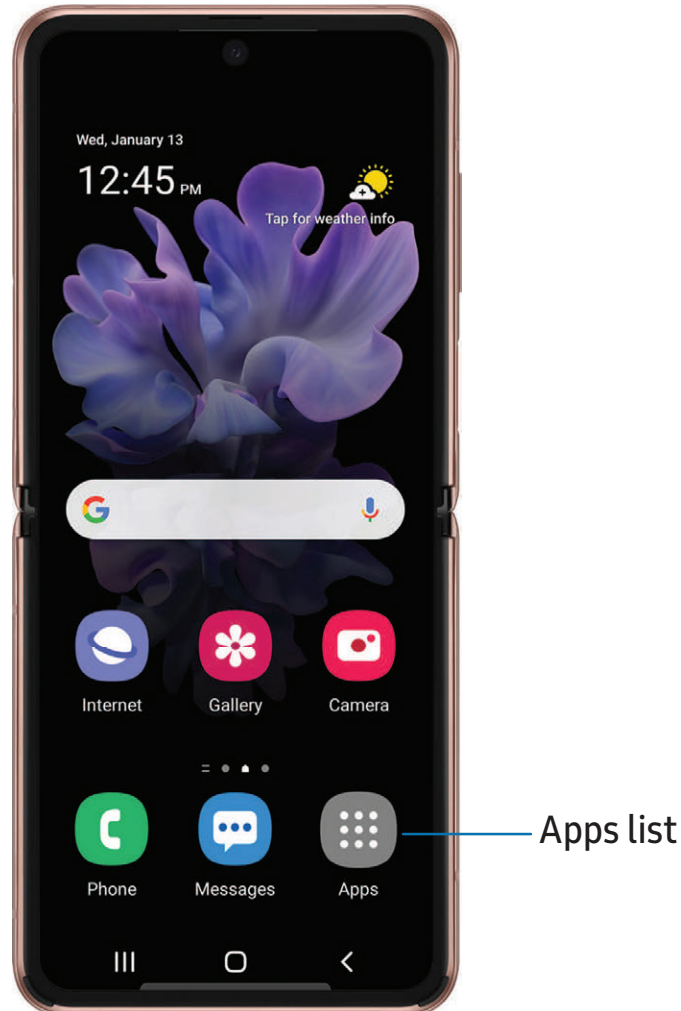 Wed, January 13
12:45 PM
Tap for weather info
Internet
Gallery
Camera
Phone
Messages
Apps
Apps list